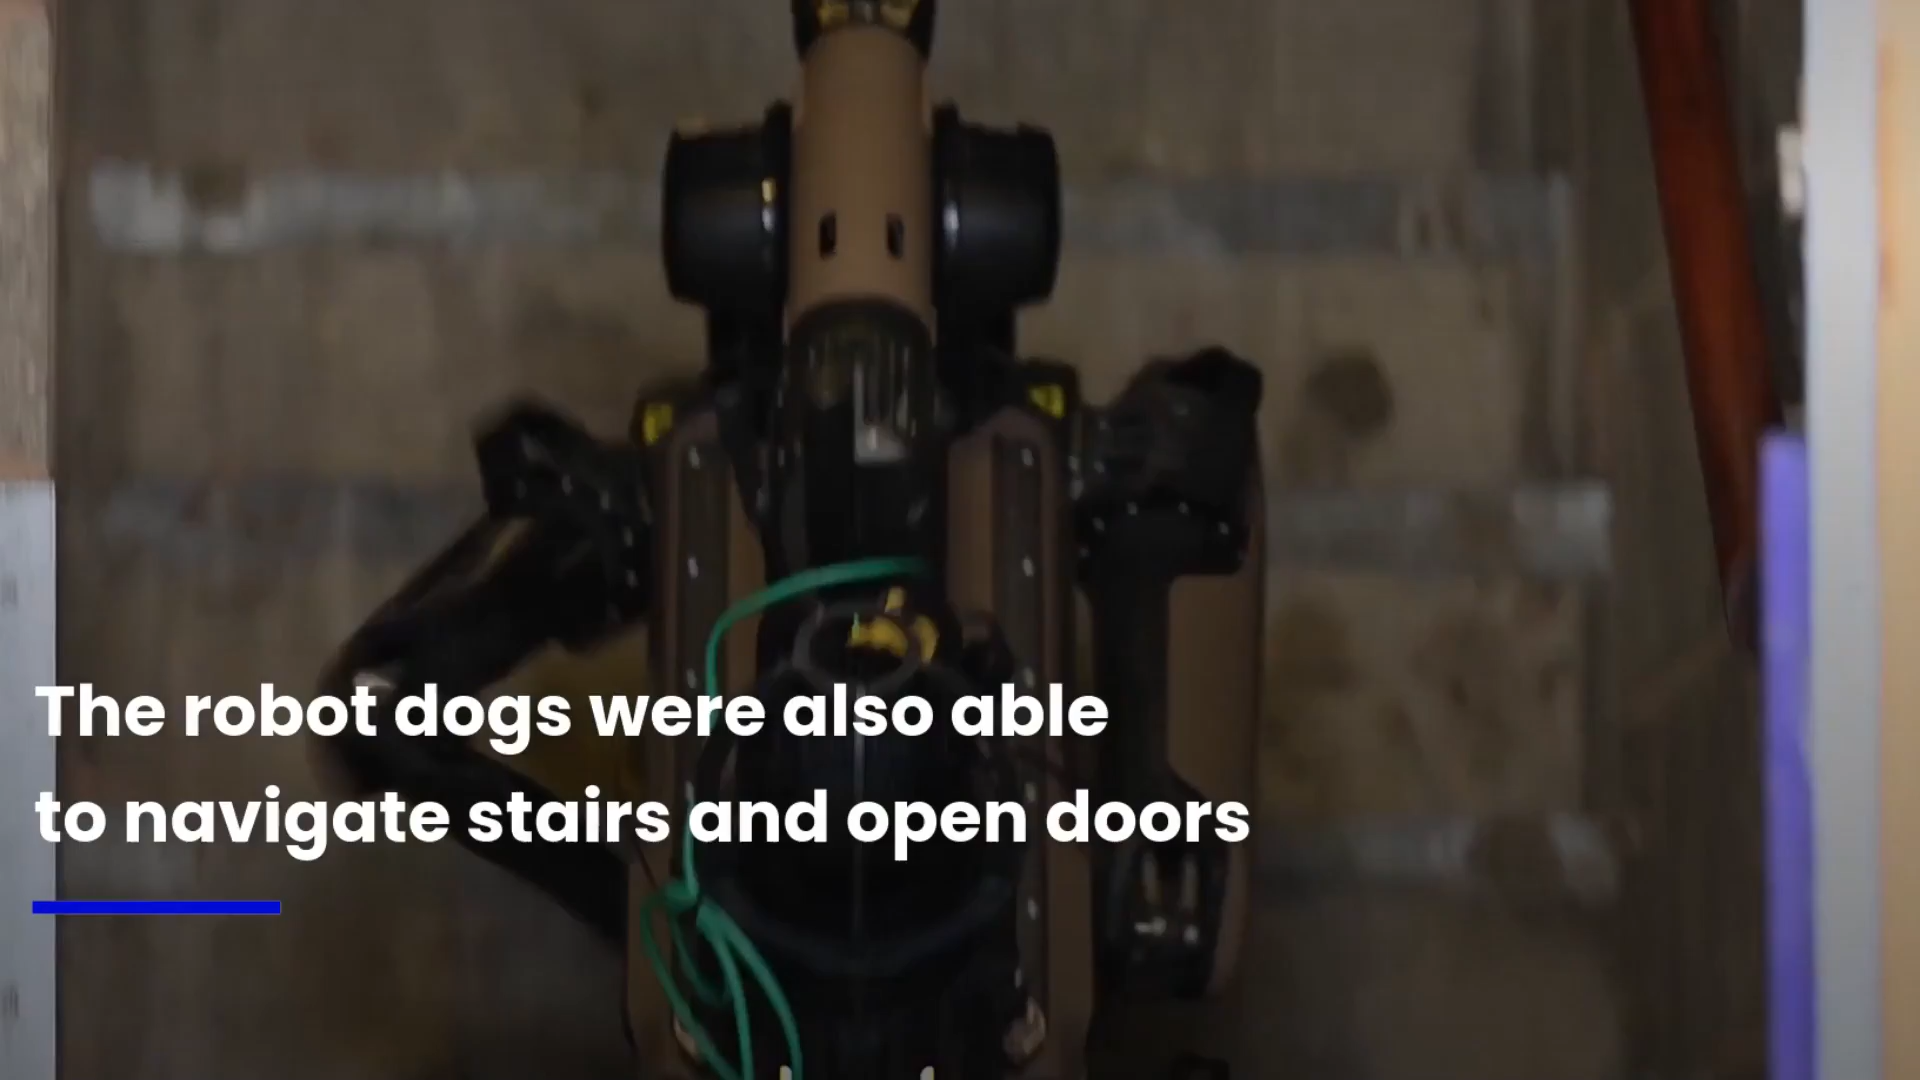 The robot dogs were also able
to navigate stairs and open doors